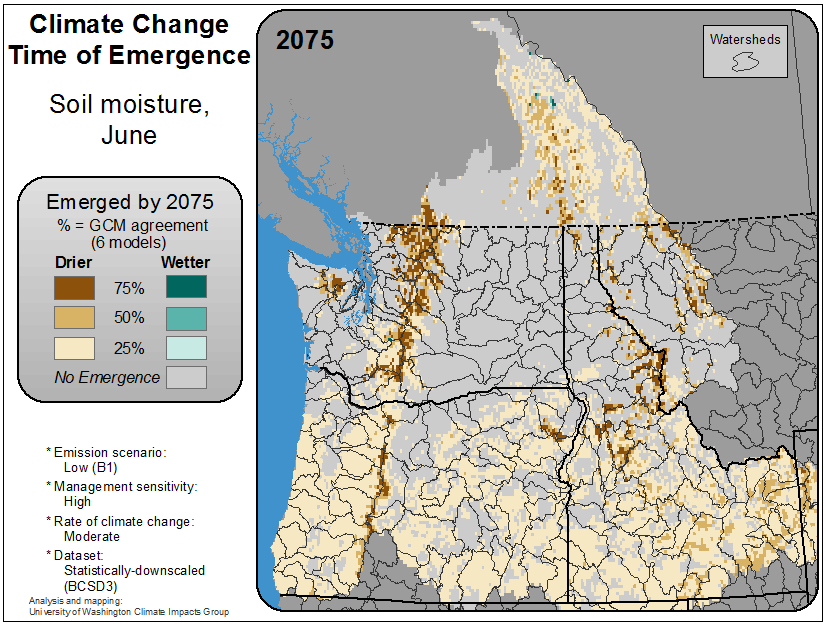 Climate Change
Time of Emergence
Soil moisture,
June
Emerged by 2075
% = GCM agreement
(6 models)
Drier Wetter
75%
50%
25%
No Emergence
* Emission scenario:
Low (B1)
* Management sensitivity:
High
* Rate of climate change:
Moderate
* Dataset:
Statistically-downscaled
(BCSD3)
Analysis and mapping:
University of Washington Climate Impacts Group
2075
Watersheds